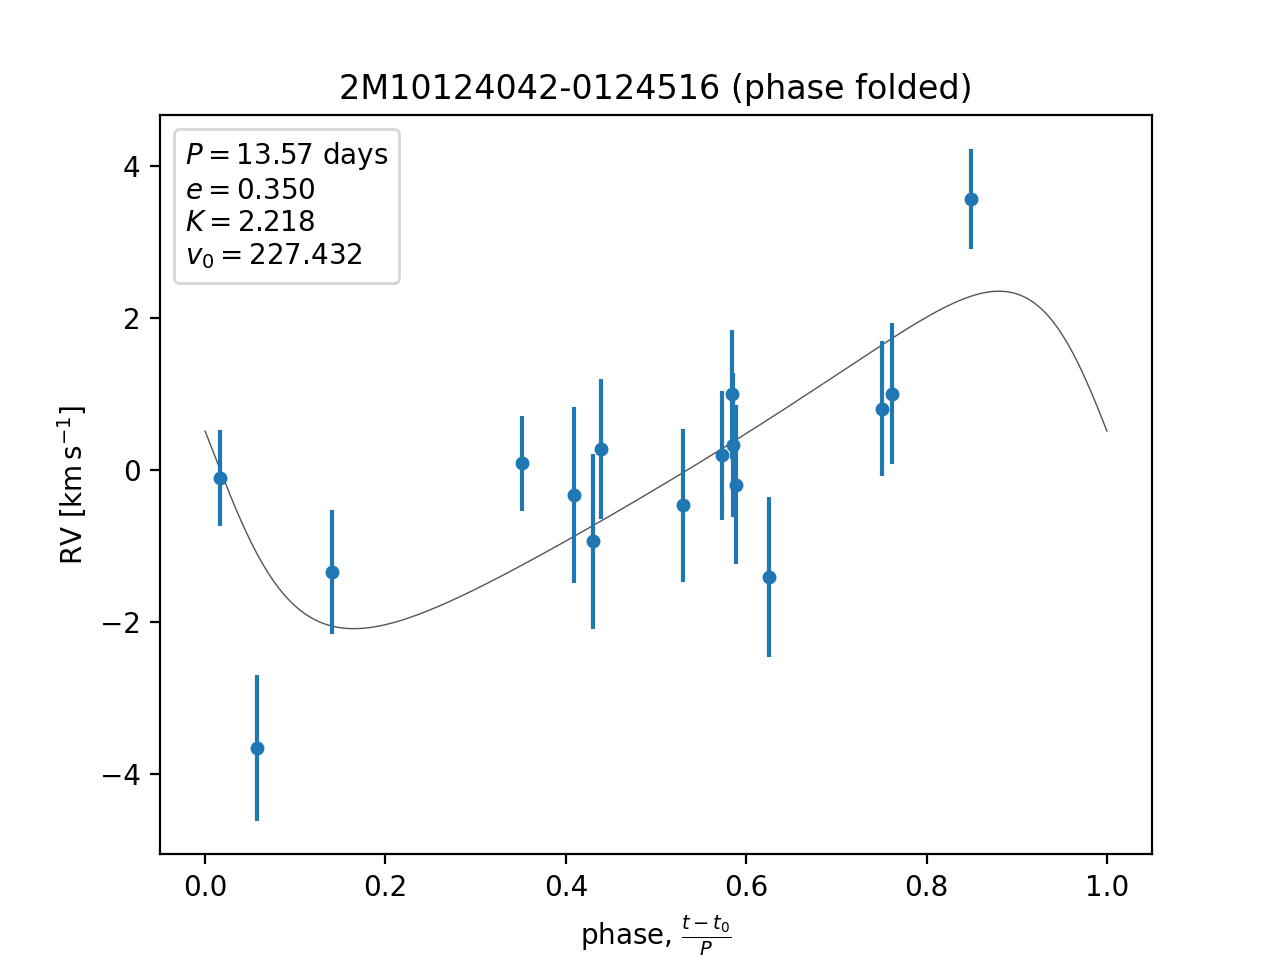 2M10124042-0124516 (phase folded)
P = 13.57 days
e = 0.350
K = 2.218
v₀ = 227.432
4
2
0
−2
−4
RV [km s⁻¹]
0.0 0.2 0.4 0.6 0.8 1.0
phase, (t − t₀)/P